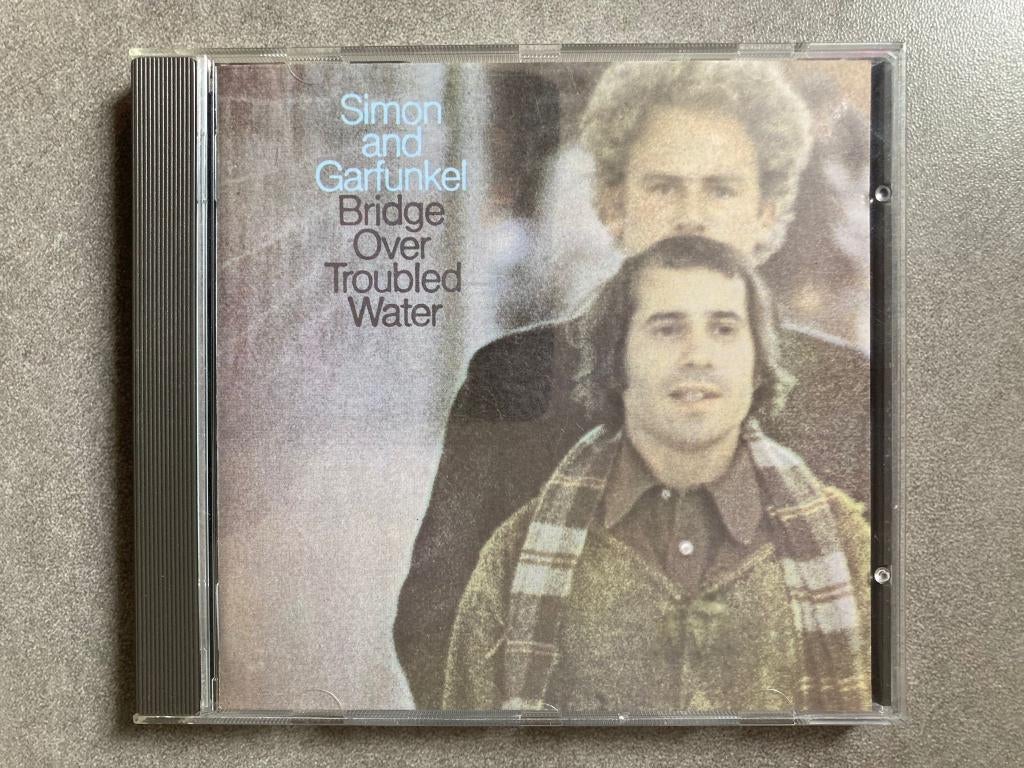 Simon
and
Garfunkel
Bridge
Over
Troubled
Water